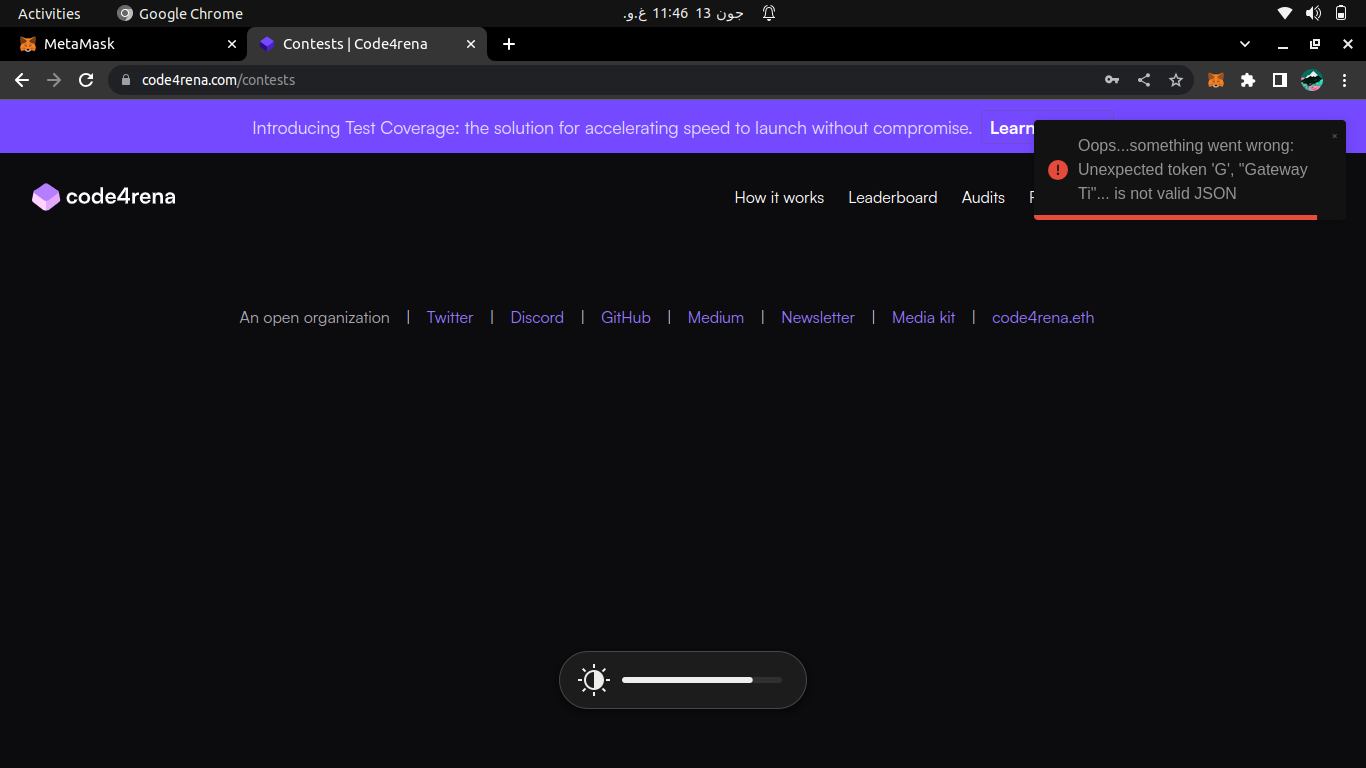 Activities
Google Chrome
جون 13 11:46 غ.و.
MetaMask
Contests | Code4rena
code4rena.com/contests
Introducing Test Coverage: the solution for accelerating speed to launch without compromise. Learn
Oops...something went wrong:
Unexpected token 'G', "Gateway
Ti"... is not valid JSON
code4rena
How it works Leaderboard Audits
An open organization | Twitter | Discord | GitHub | Medium | Newsletter | Media kit | code4rena.eth